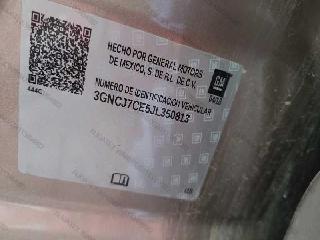 HECHO POR GENERAL MOTORS
DE MEXICO, S. DE R.L. DE C.V.
GM
NUMERO DE IDENTIFICACION VEHICULAR
3GNCJ7CE5JL350813